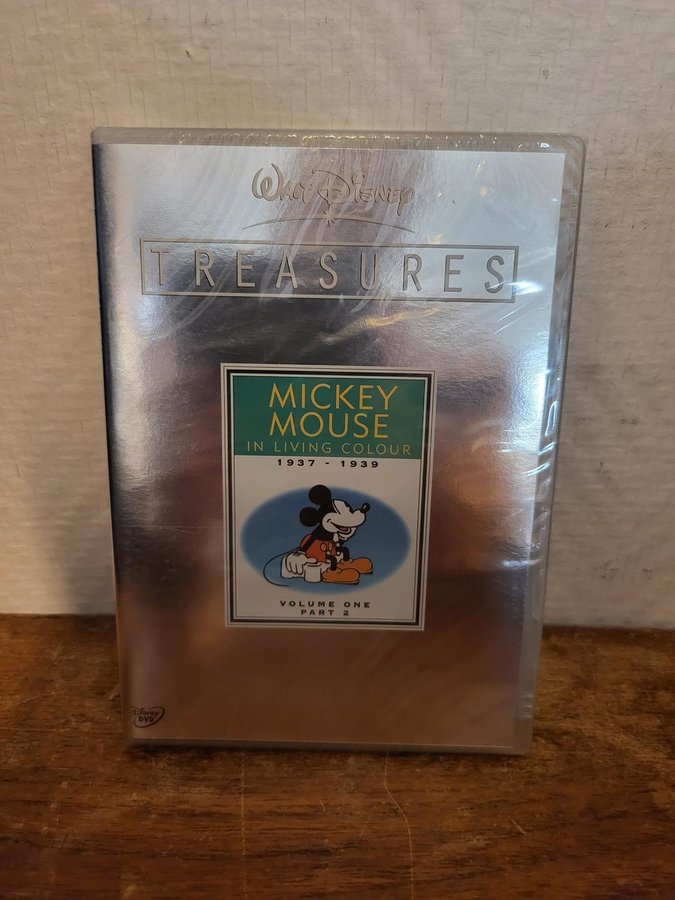 WALT DISNEY
TREASURES
MICKEY
MOUSE
IN LIVING COLOUR
1937 - 1939
VOLUME ONE
PART 2
Disney
DVD